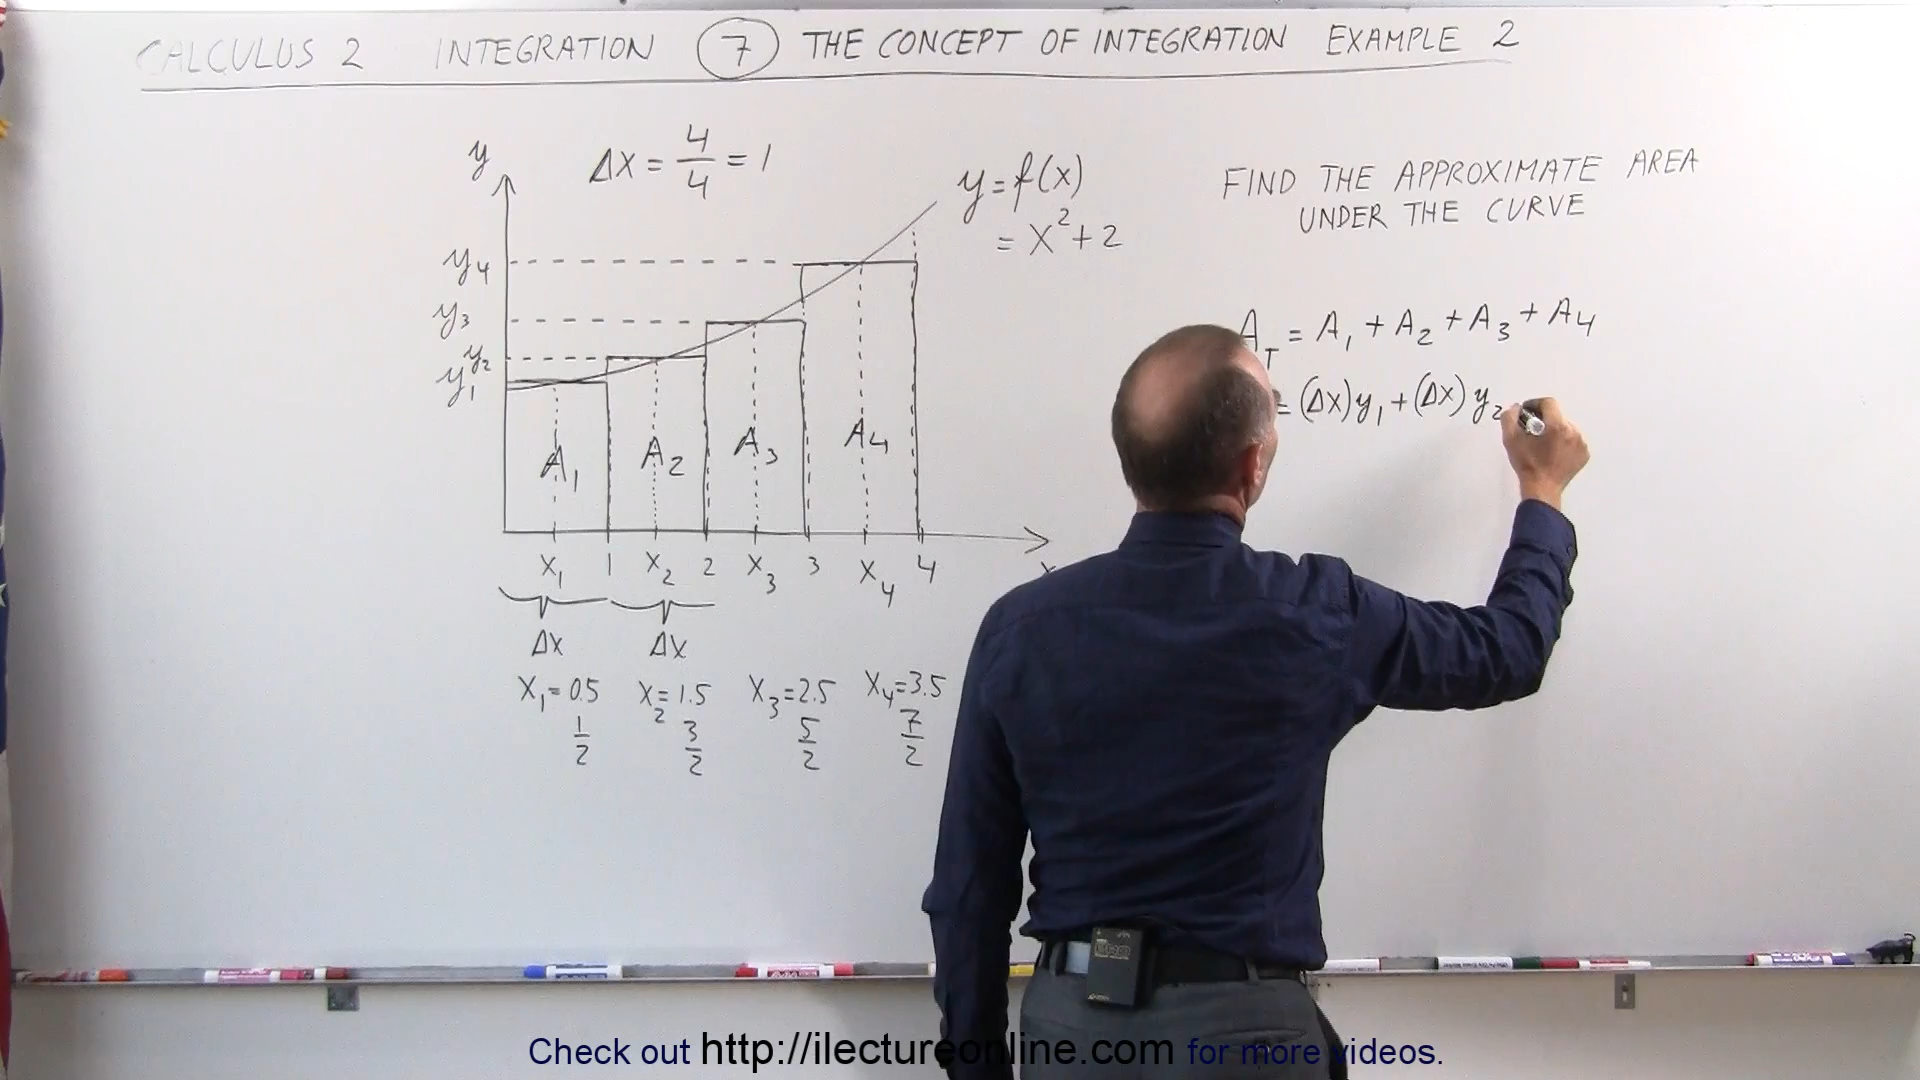 CALCULUS 2 INTEGRATION 7 THE CONCEPT OF INTEGRATION EXAMPLE 2
y
Δx = 4/4 = 1
y = f(x)
= x² + 2
FIND THE APPROXIMATE AREA
UNDER THE CURVE
y₄
y₃
y₂
y₁
A₁ A₂ A₃ A₄
x₁ 1 x₂ 2 x₃ 3 x₄ 4
Δx Δx
x₁ = 0.5 x₂ = 1.5 x₃ = 2.5 x₄ = 3.5
1/2 3/2 5/2 7/2
A_T = A₁ + A₂ + A₃ + A₄
= (Δx)y₁ + (Δx)y₂
Check out http://ilectureonline.com for more videos.